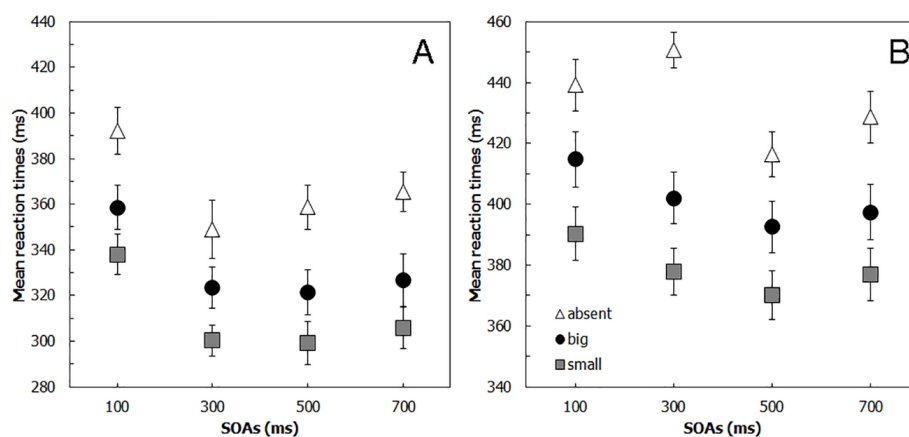 A
Mean reaction times (ms)
440
420
400
380
360
340
320
300
280
100 300 500 700
SOAs (ms)
B
Mean reaction times (ms)
460
440
420
400
380
360
340
absent
big
small
100 300 500 700
SOAs (ms)